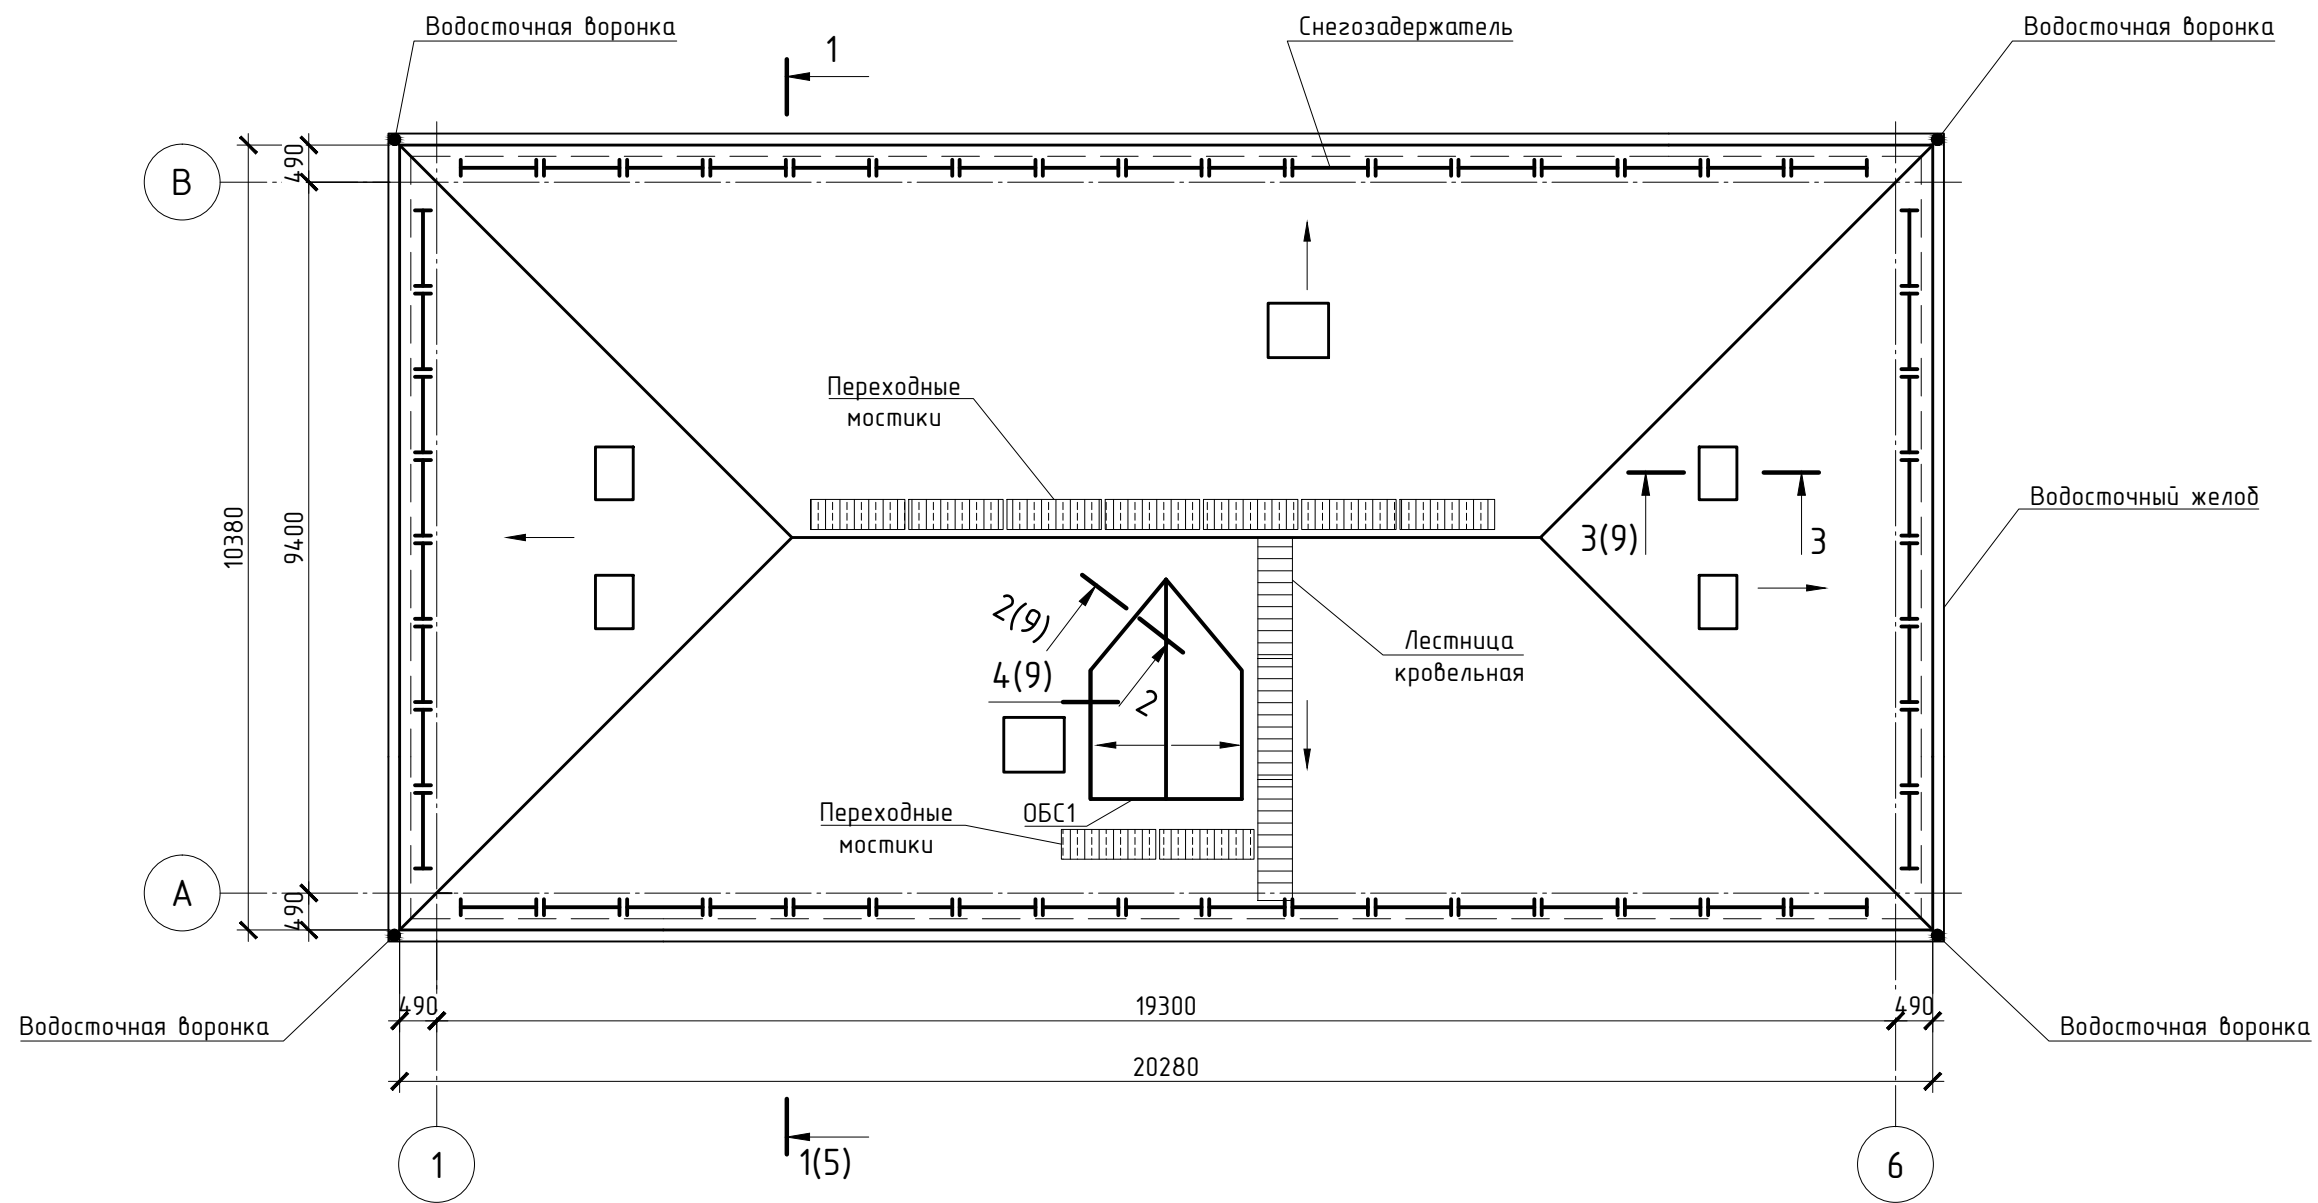 Водосточная воронка
Снегозадержатель
Водосточная воронка
1
В
490
Переходные
мостики
10380
9400
3(9)
3
Водосточный желоб
2(9)
4(9)
2
Лестница
кровельная
Переходные
мостики
ОБС1
А
490
490
19300
490
Водосточная воронка
Водосточная воронка
20280
1
1(5)
6